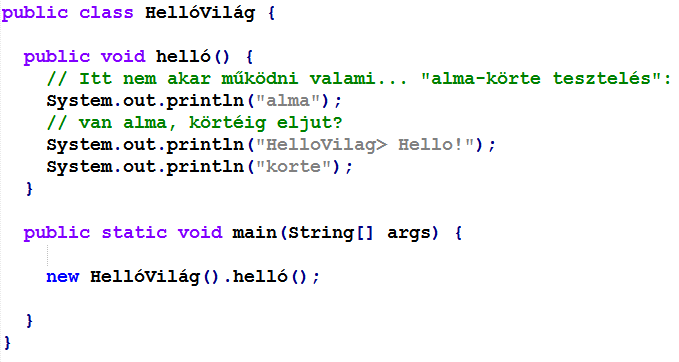 public class HellóVilág {
public void helló() {
// Itt nem akar működni valami... "alma-körte tesztelés":
System.out.println("alma");
// van alma, körtéig eljut?
System.out.println("HelloVilag> Hello!");
System.out.println("korte");
}
public static void main(String[] args) {
new HellóVilág().helló();
}
}